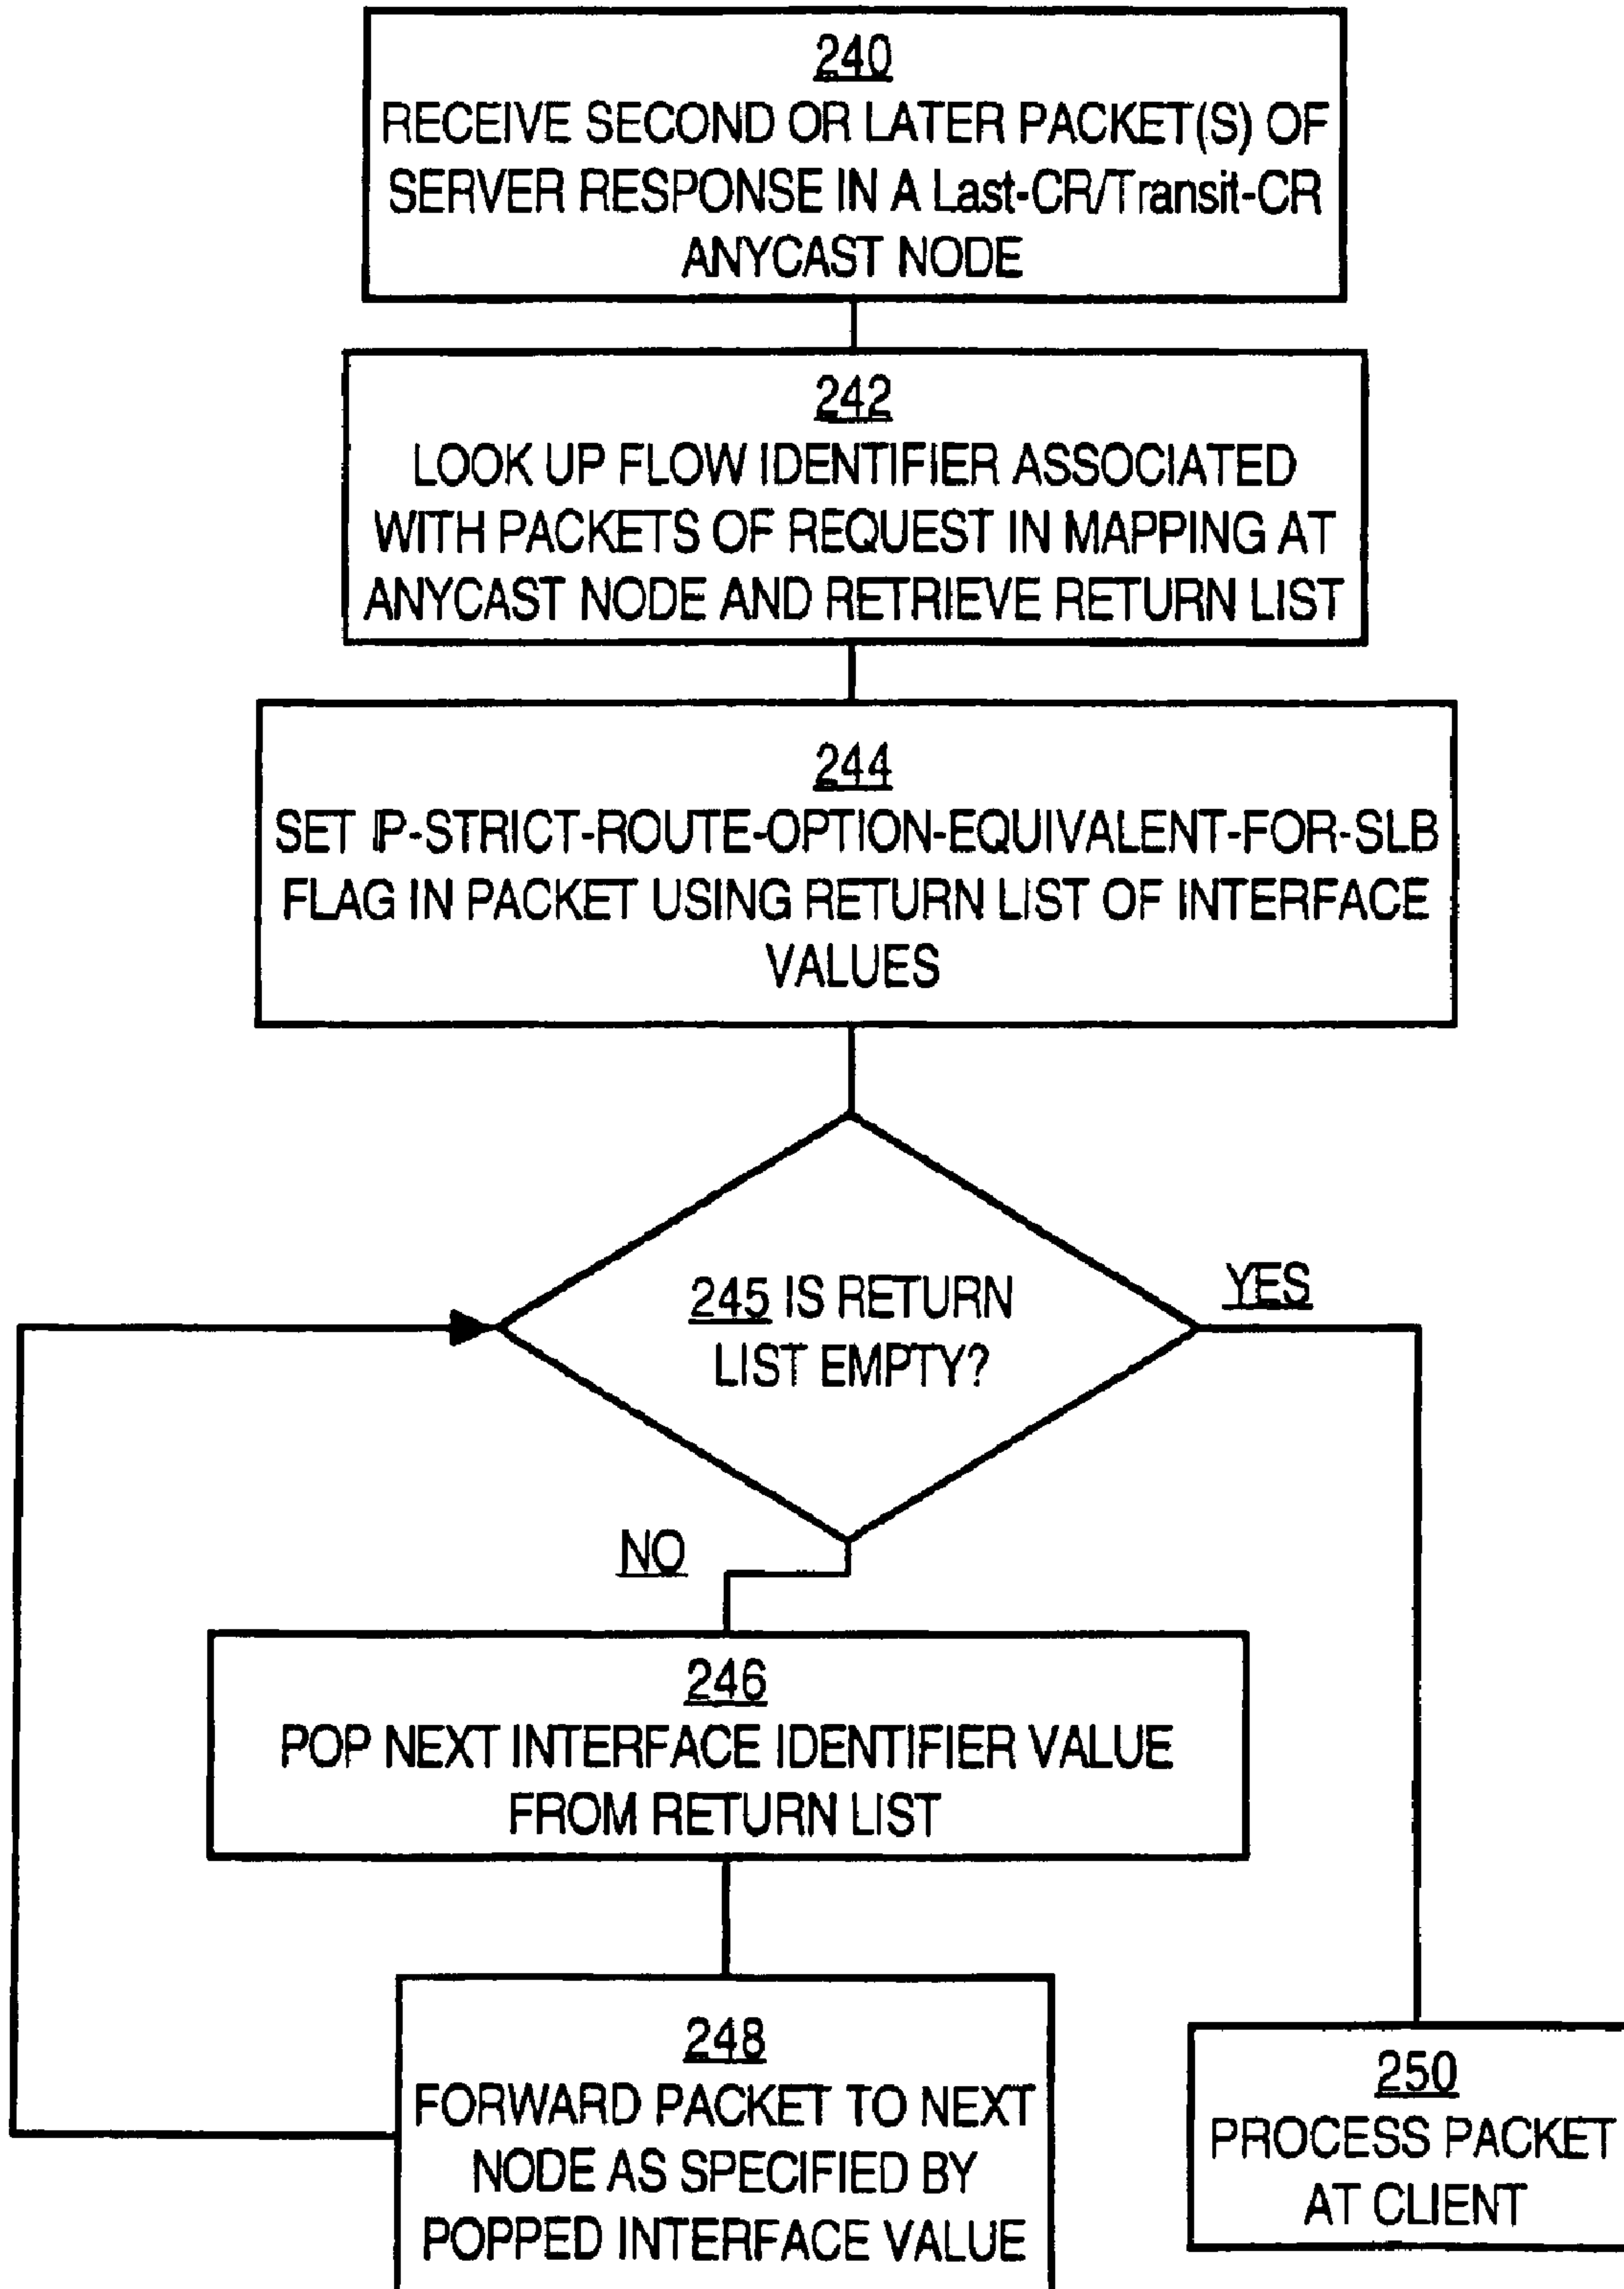 240
RECEIVE SECOND OR LATER PACKET(S) OF
SERVER RESPONSE IN A Last-CR/Transit-CR
ANYCAST NODE
242
LOOK UP FLOW IDENTIFIER ASSOCIATED
WITH PACKETS OF REQUEST IN MAPPING AT
ANYCAST NODE AND RETRIEVE RETURN LIST
244
SET IP-STRICT-ROUTE-OPTION-EQUIVALENT-FOR-SLB
FLAG IN PACKET USING RETURN LIST OF INTERFACE
VALUES
245 IS RETURN
LIST EMPTY?
YES
NO
246
POP NEXT INTERFACE IDENTIFIER VALUE
FROM RETURN LIST
248
FORWARD PACKET TO NEXT
NODE AS SPECIFIED BY
POPPED INTERFACE VALUE
250
PROCESS PACKET
AT CLIENT